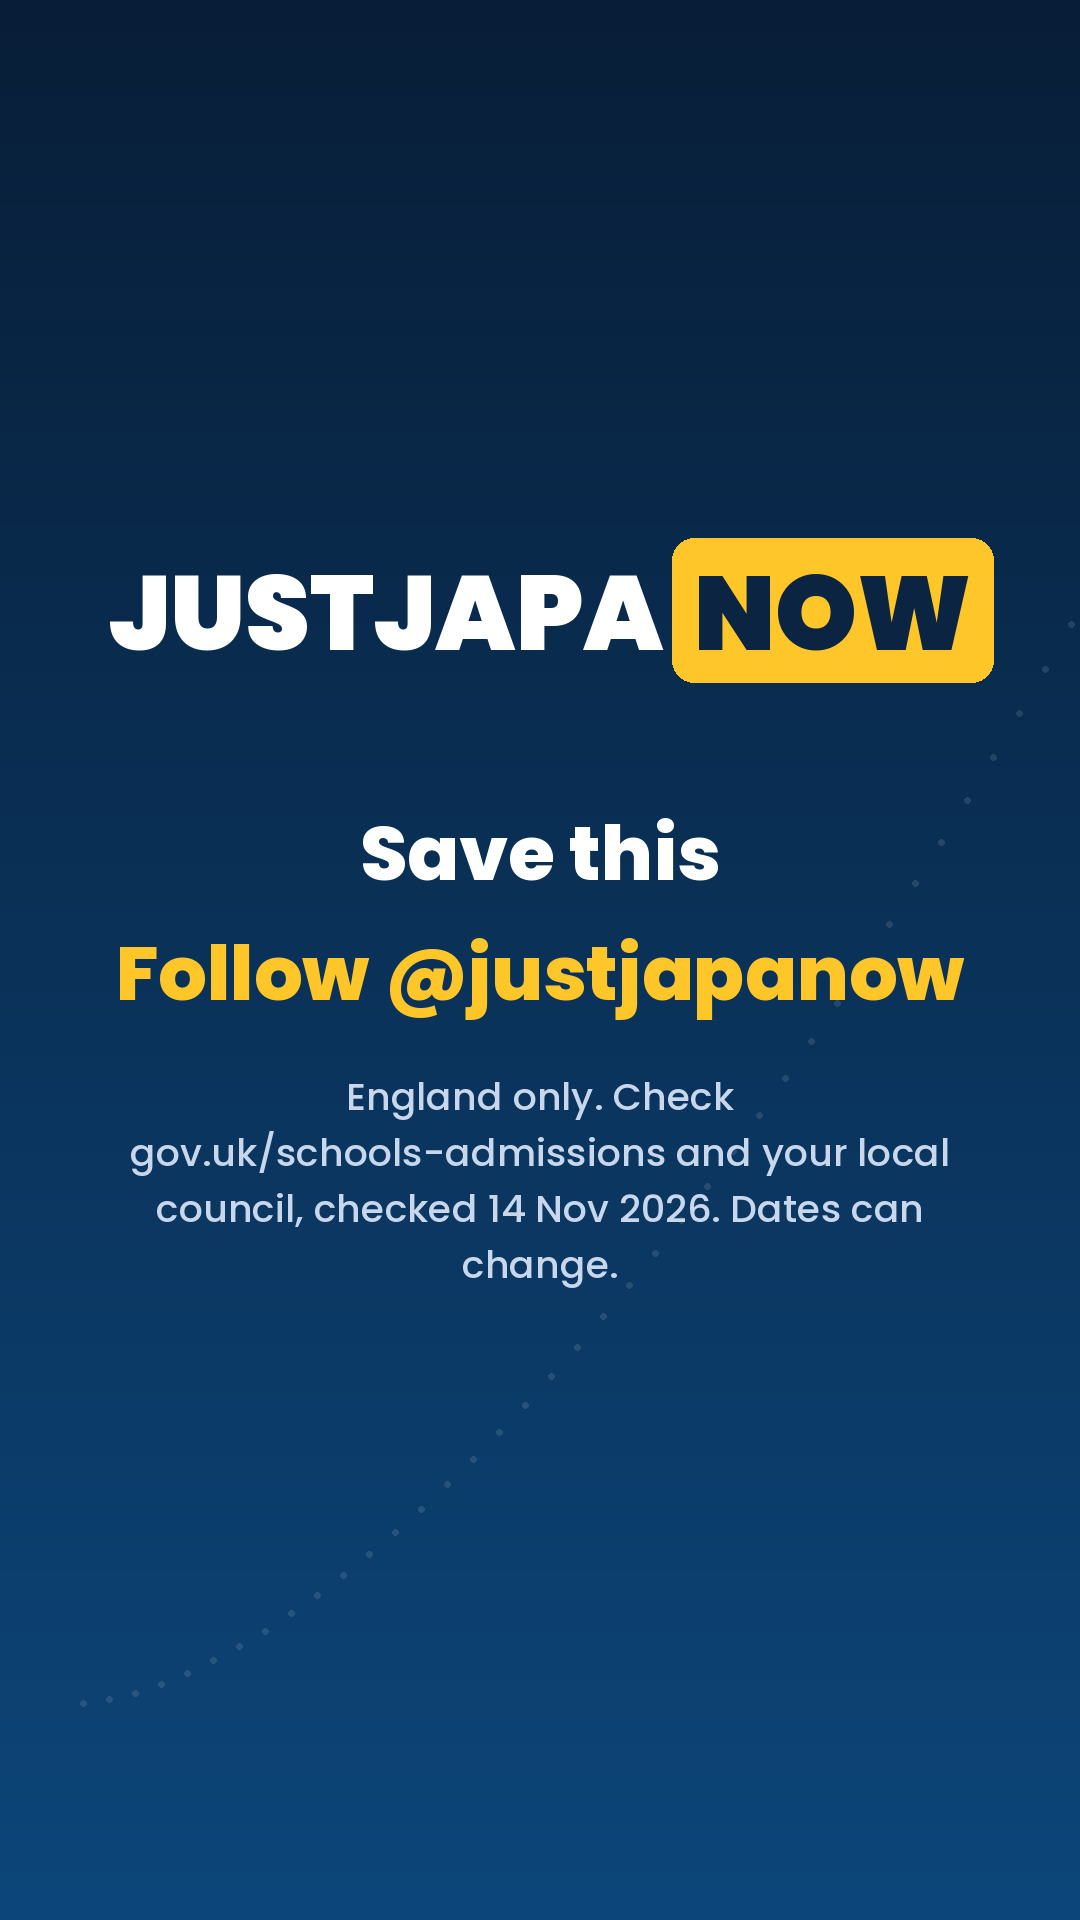 JUSTJAPA NOW
Save this
Follow @justjapanow
England only. Check
gov.uk/schools-admissions and your local
council, checked 14 Nov 2026. Dates can
change.